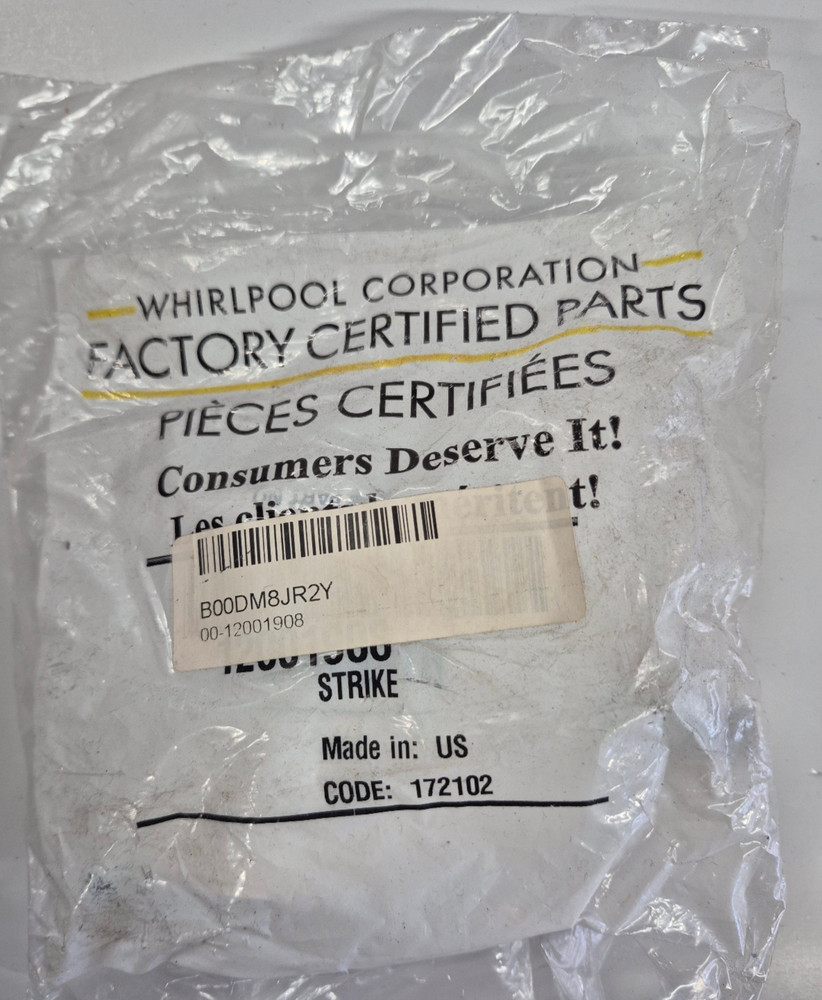 WHIRLPOOL CORPORATION
FACTORY CERTIFIED PARTS
PIÈCES CERTIFIÉES
Consumers Deserve It!
Les
B00DM8JR2Y
00-12001908
STRIKE
Made in: US
CODE: 172102